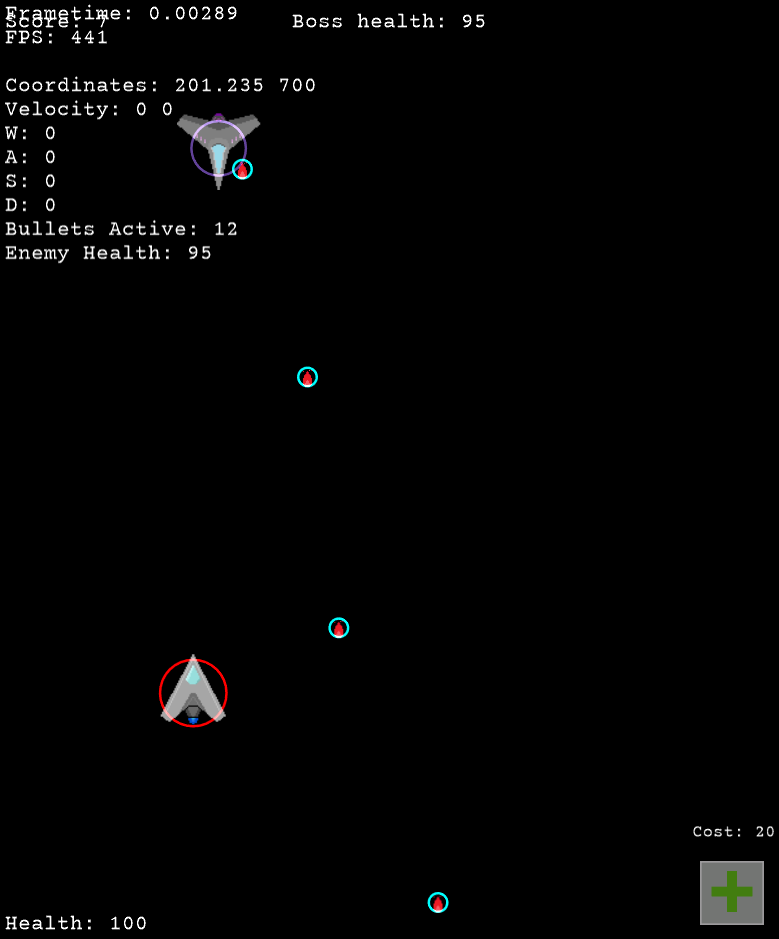 Frametime: 0.00289
Score: 7
Boss health: 95
FPS: 441
Coordinates: 201.235 700
Velocity: 0 0
W: 0
A: 0
S: 0
D: 0
Bullets Active: 12
Enemy Health: 95
Cost: 20
Health: 100